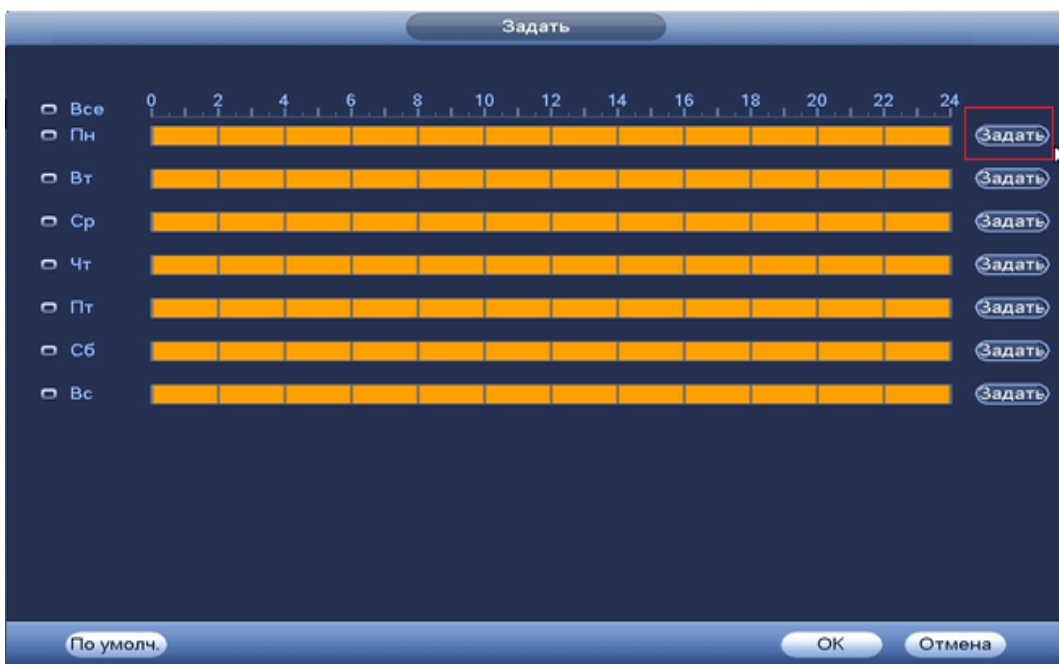 Задать
0 2 4 6 8 10 12 14 16 18 20 22 24
Все
Пн Задать
Вт Задать
Ср Задать
Чт Задать
Пт Задать
Сб Задать
Вс Задать
По умолч. OK Отмена